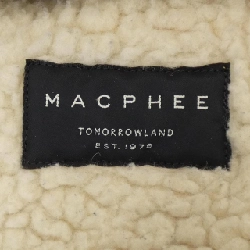 MACPHEE
TOMORROWLAND
EST. 1978